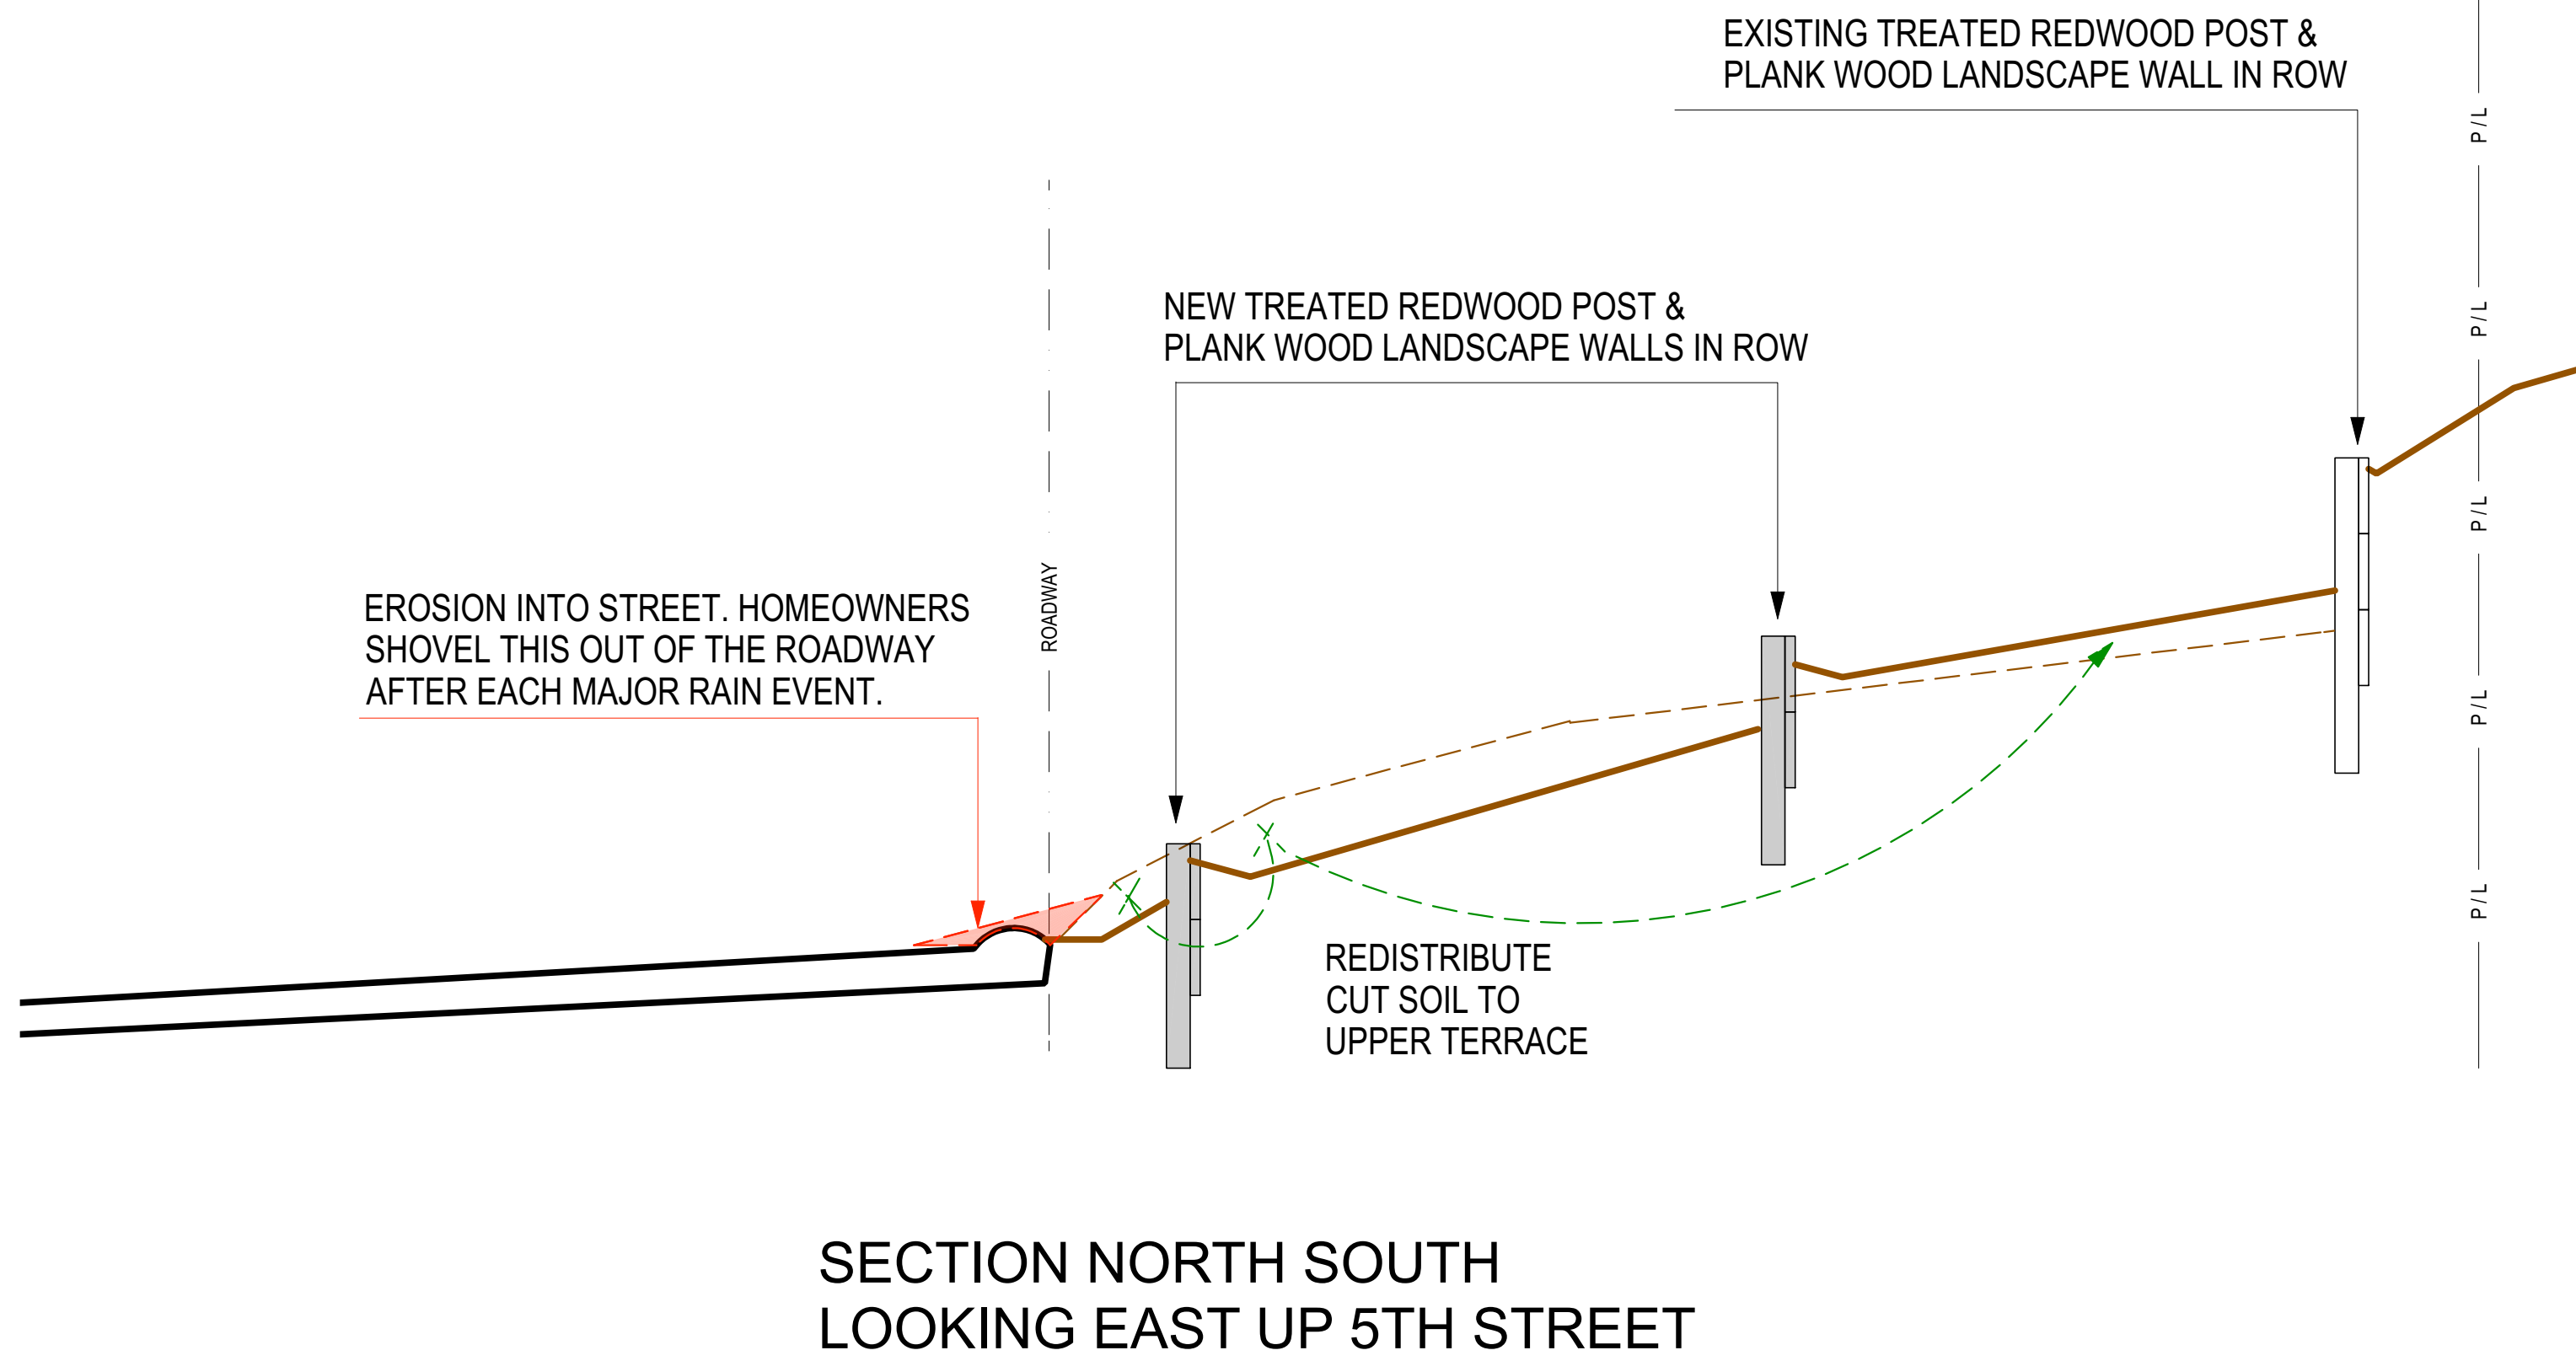 EXISTING TREATED REDWOOD POST &
PLANK WOOD LANDSCAPE WALL IN ROW
P/L
P/L
P/L
P/L
P/L
NEW TREATED REDWOOD POST &
PLANK WOOD LANDSCAPE WALLS IN ROW
ROADWAY
EROSION INTO STREET. HOMEOWNERS
SHOVEL THIS OUT OF THE ROADWAY
AFTER EACH MAJOR RAIN EVENT.
REDISTRIBUTE
CUT SOIL TO
UPPER TERRACE
SECTION NORTH SOUTH
LOOKING EAST UP 5TH STREET